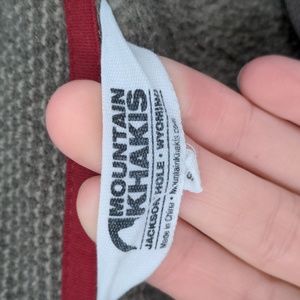 MOUNTAIN
KHAKIS
JACKSON HOLE • WYOMING
Made in China • Mountainkhakis.com